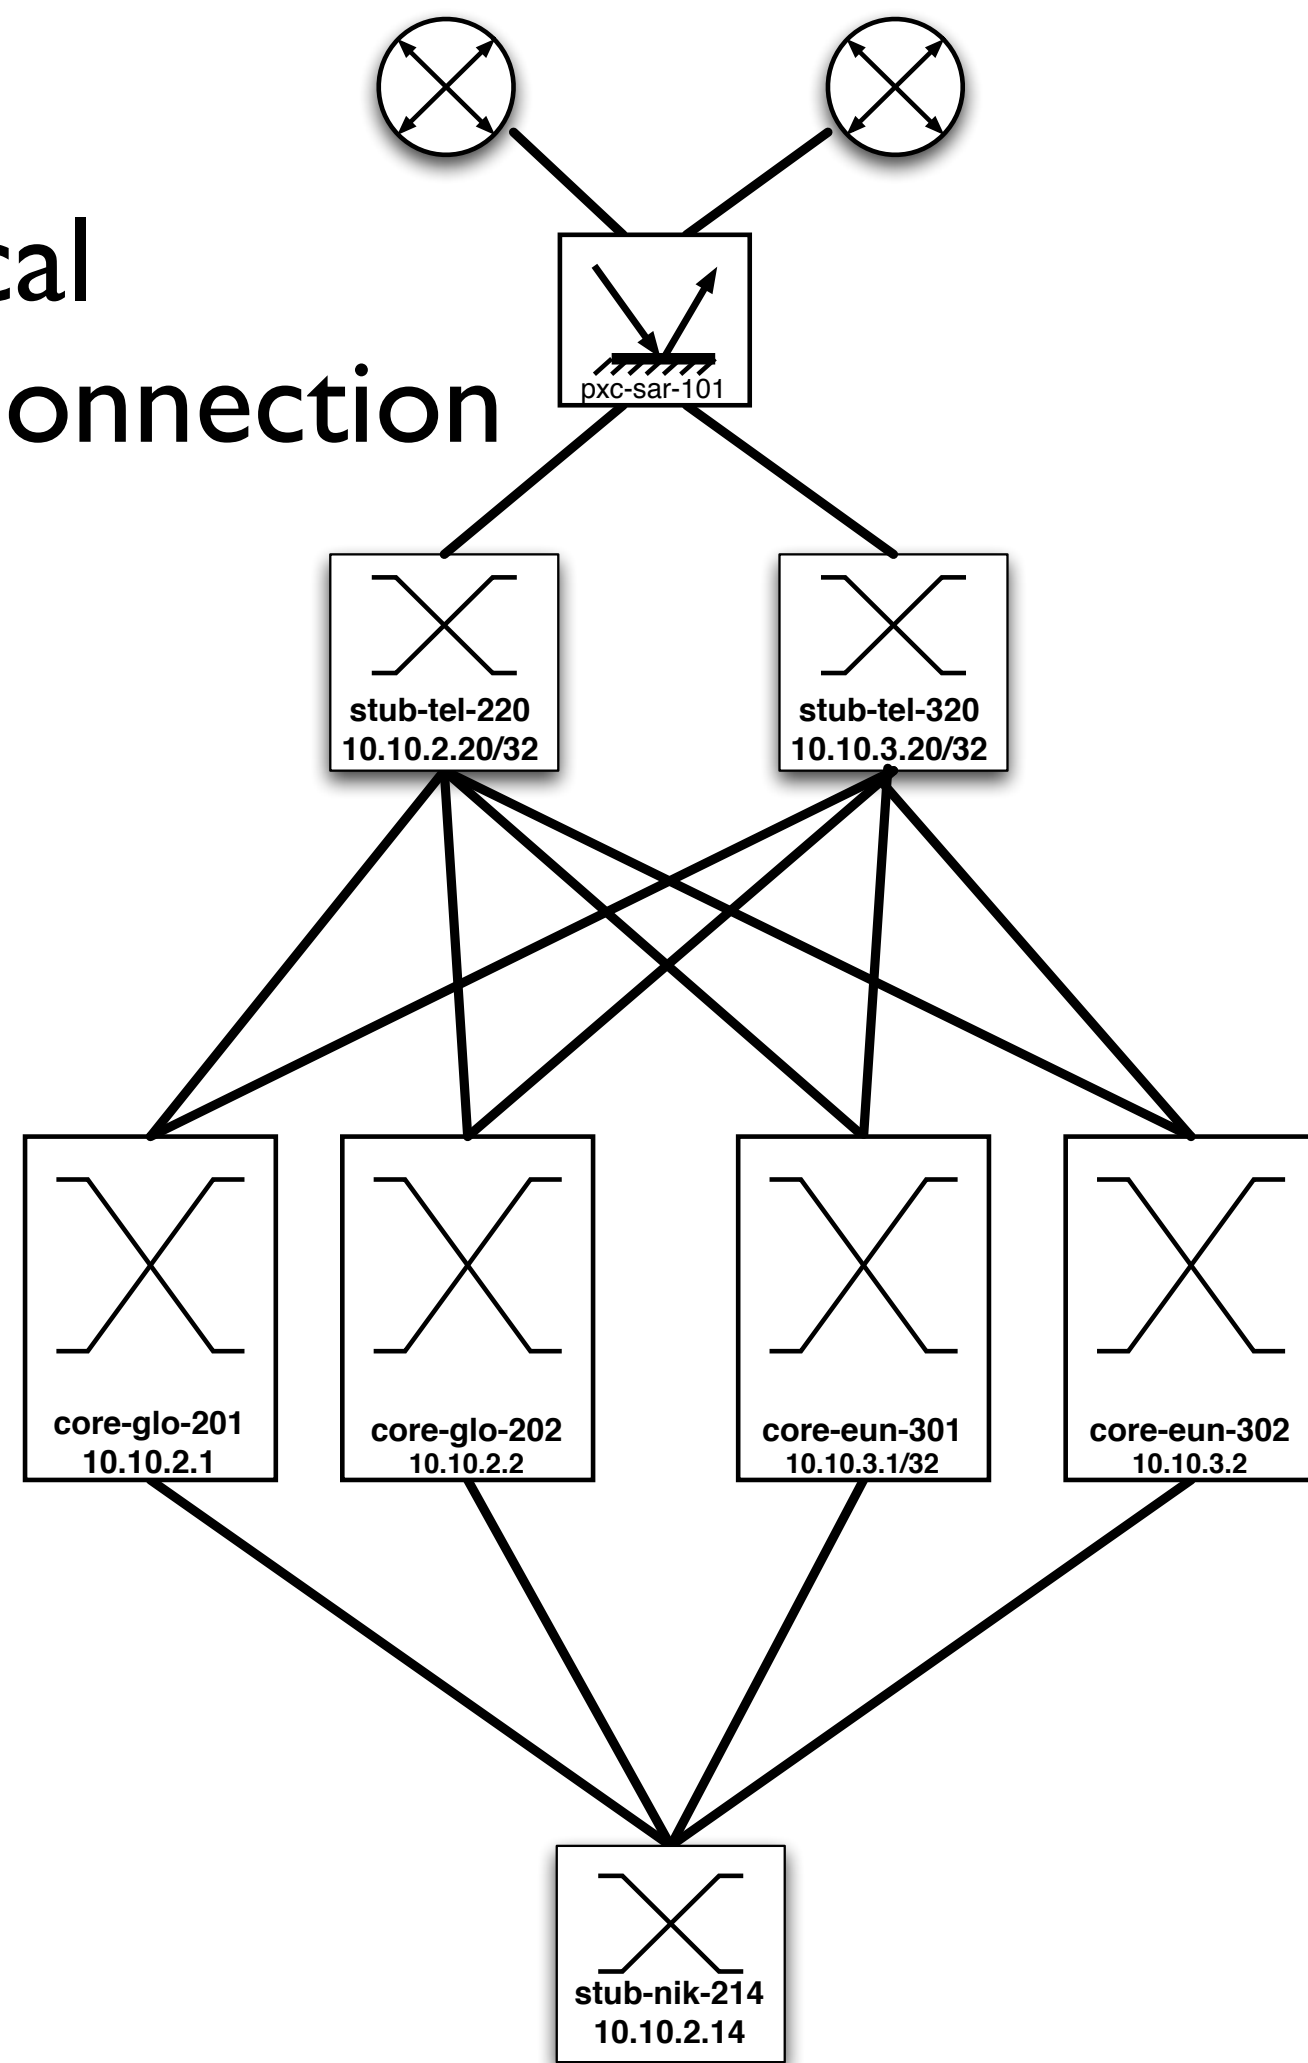 cal
onnection
pxc-sar-101
stub-tel-220
10.10.2.20/32
stub-tel-320
10.10.3.20/32
core-glo-201
10.10.2.1
core-glo-202
10.10.2.2
core-eun-301
10.10.3.1/32
core-eun-302
10.10.3.2
stub-nik-214
10.10.2.14